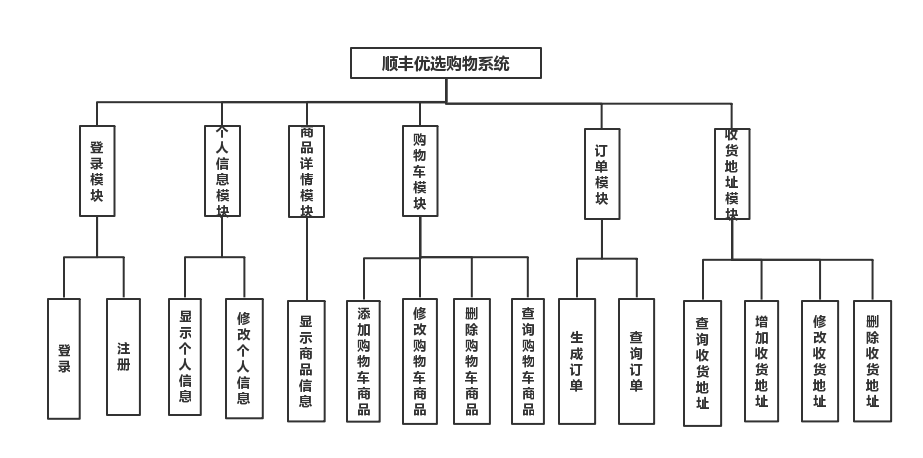 顺丰优选购物系统
登录模块
个人信息模块
商品详情模块
购物车模块
订单模块
收货地址模块
登录
注册
显示个人信息
修改个人信息
显示商品信息
添加购物车商品
修改购物车商品
删除购物车商品
查询购物车商品
生成订单
查询订单
查询收货地址
增加收货地址
修改收货地址
删除收货地址